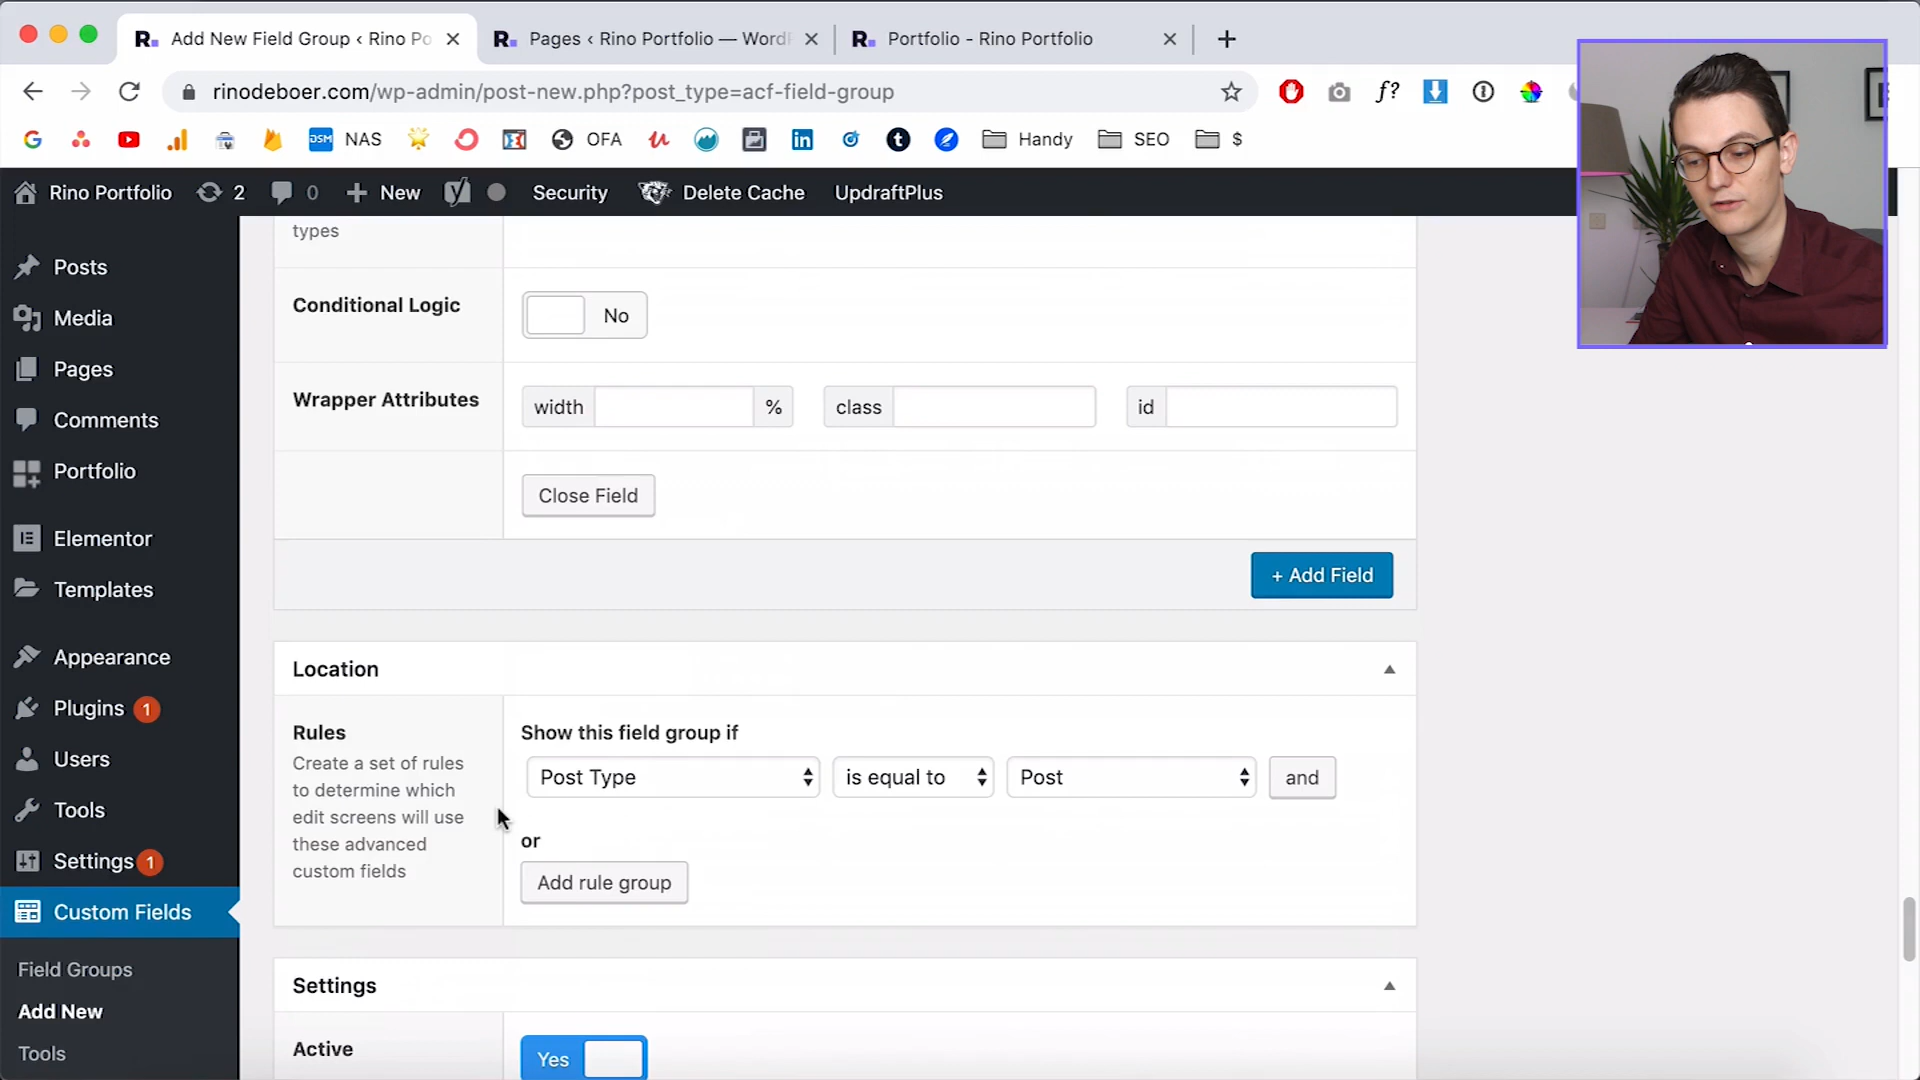 R. Add New Field Group ‹ Rino Po
R. Pages ‹ Rino Portfolio — WordP
R. Portfolio - Rino Portfolio
rinodeboer.com/wp-admin/post-new.php?post_type=acf-field-group
f?
DSM NAS
OFA
Handy
SEO
$
Rino Portfolio 2 0 New Security Delete Cache UpdraftPlus
Posts
Media
Pages
Comments
Portfolio
Elementor
Templates
Appearance
Plugins 1
Users
Tools
Settings 1
Custom Fields
Field Groups
Add New
Tools
types
Conditional Logic
No
Wrapper Attributes
width %
class
id
Close Field
+ Add Field
Location
Rules
Create a set of rules
to determine which
edit screens will use
these advanced
custom fields
Show this field group if
Post Type is equal to Post and
or
Add rule group
Settings
Active
Yes